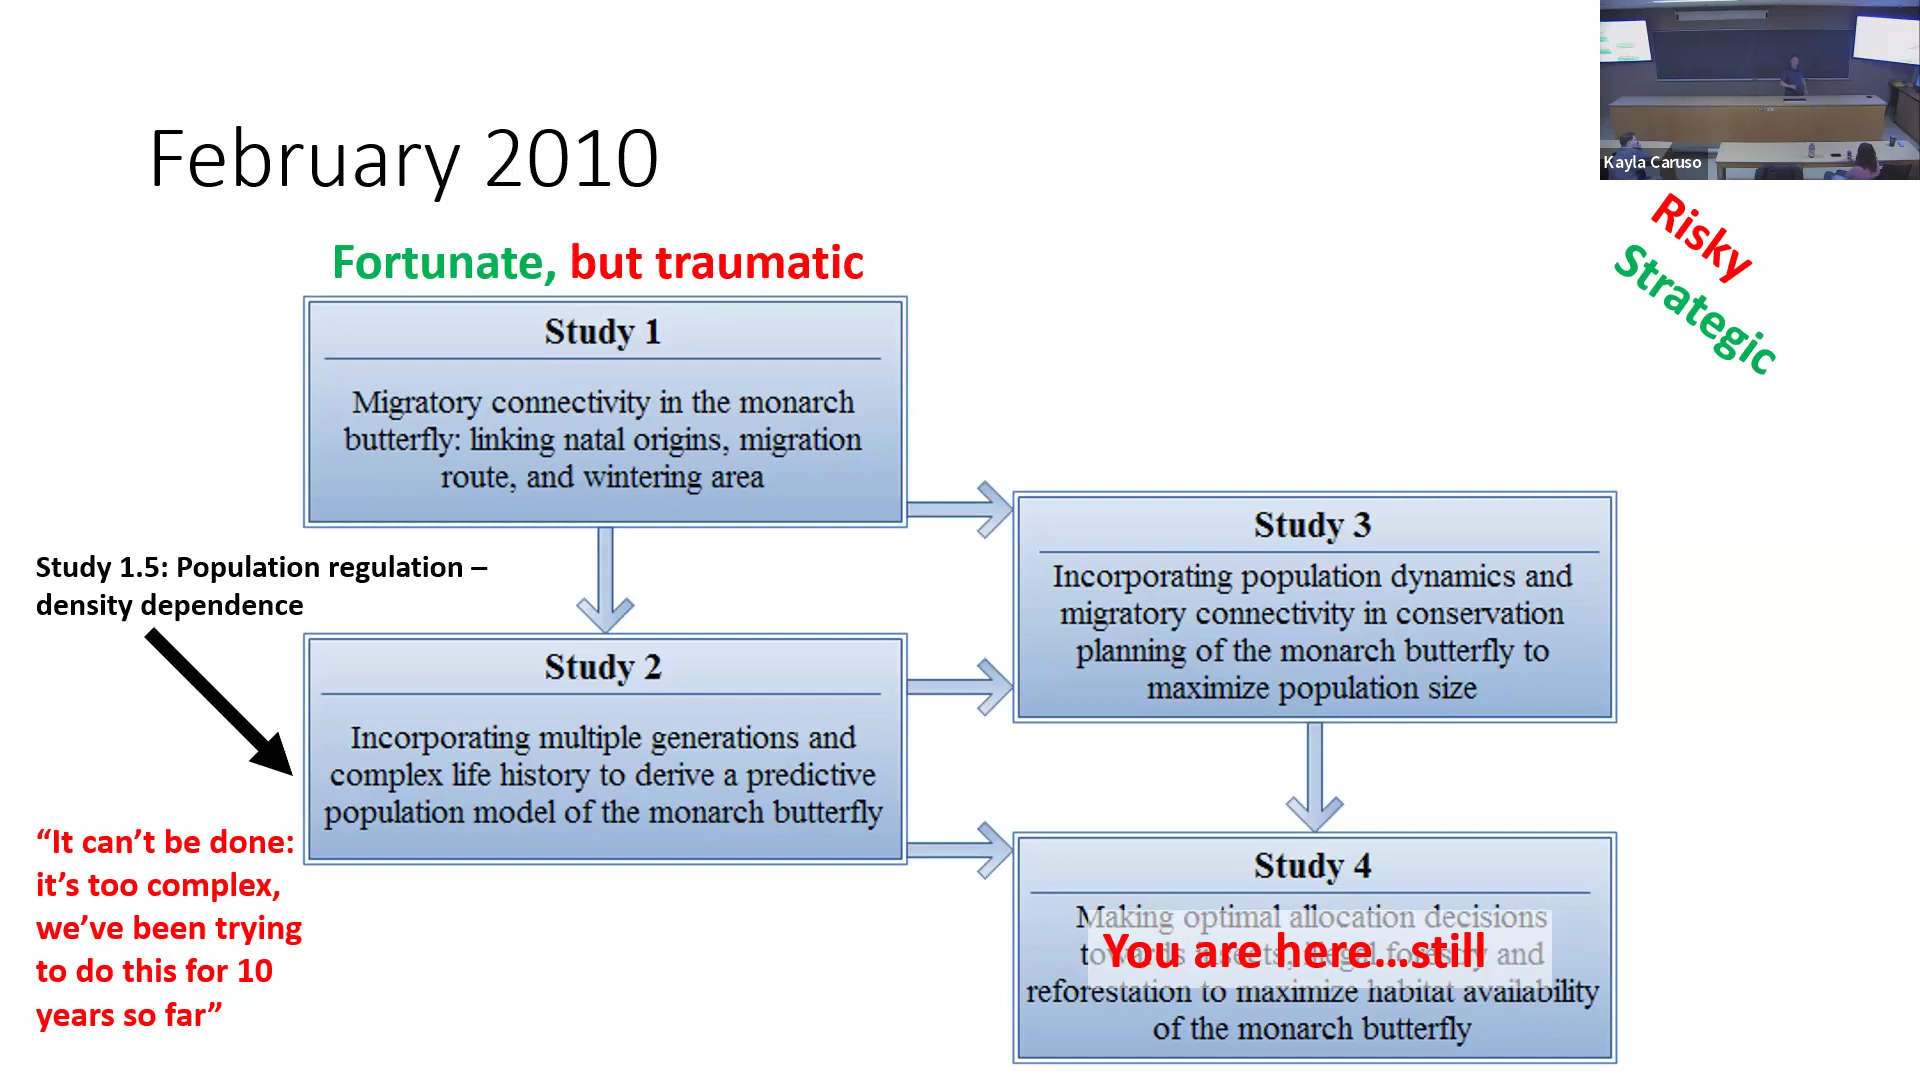 February 2010
Kayla Caruso
Risky
Strategic
Fortunate, but traumatic
Study 1
Migratory connectivity in the monarch
butterfly: linking natal origins, migration
route, and wintering area
Study 1.5: Population regulation –
density dependence
Study 2
Incorporating multiple generations and
complex life history to derive a predictive
population model of the monarch butterfly
“It can’t be done:
it’s too complex,
we’ve been trying
to do this for 10
years so far”
Study 3
Incorporating population dynamics and
migratory connectivity in conservation
planning of the monarch butterfly to
maximize population size
Study 4
Making optimal allocation decisions
towards insects, illegal forestry and
You are here...still
reforestation to maximize habitat availability
of the monarch butterfly